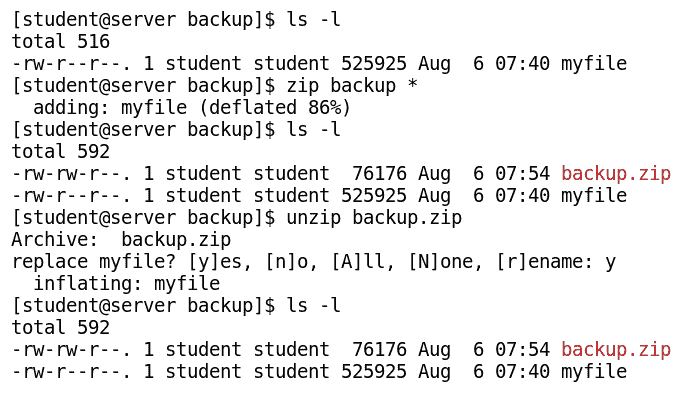 [student@server backup]$ ls -l
total 516
-rw-r--r--. 1 student student 525925 Aug  6 07:40 myfile
[student@server backup]$ zip backup *
  adding: myfile (deflated 86%)
[student@server backup]$ ls -l
total 592
-rw-rw-r--. 1 student student  76176 Aug  6 07:54 backup.zip
-rw-r--r--. 1 student student 525925 Aug  6 07:40 myfile
[student@server backup]$ unzip backup.zip
Archive:  backup.zip
replace myfile? [y]es, [n]o, [A]ll, [N]one, [r]ename: y
  inflating: myfile
[student@server backup]$ ls -l
total 592
-rw-rw-r--. 1 student student  76176 Aug  6 07:54 backup.zip
-rw-r--r--. 1 student student 525925 Aug  6 07:40 myfile